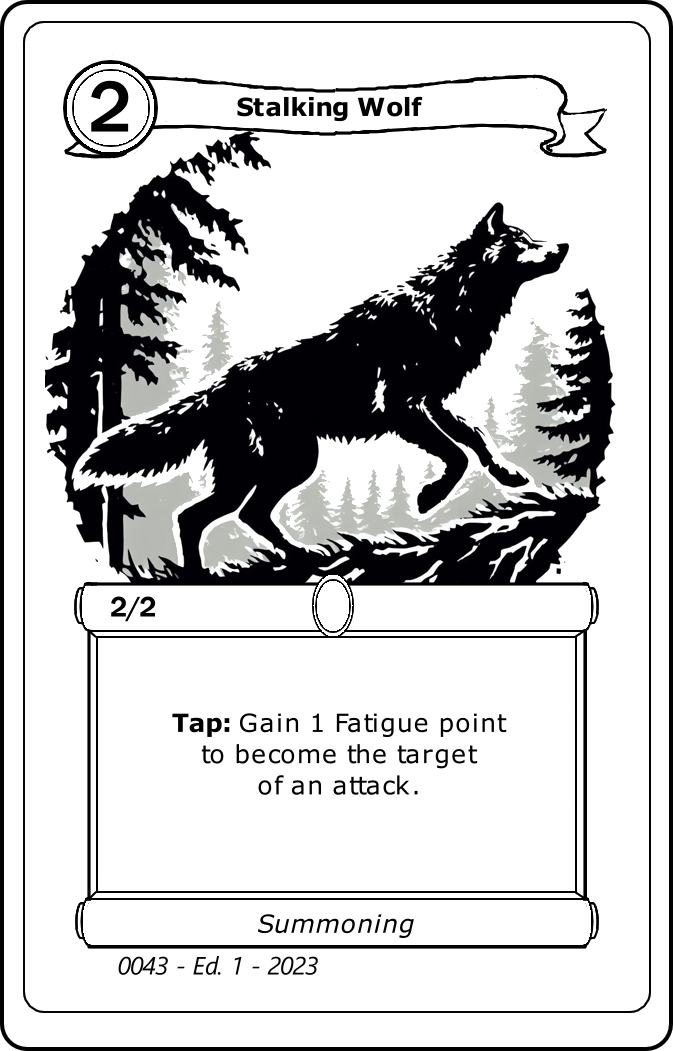 2
Stalking Wolf
2/2
Tap: Gain 1 Fatigue point
to become the target
of an attack.
Summoning
0043 - Ed. 1 - 2023